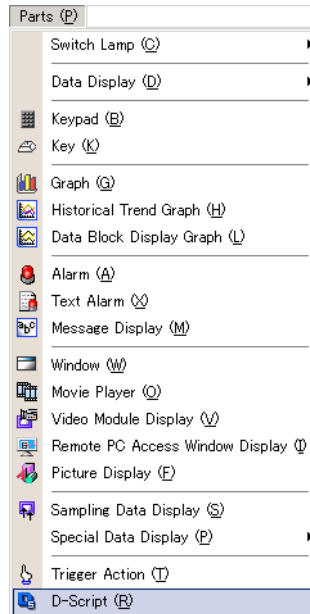 Parts (P)
Switch Lamp (C)
Data Display (D)
Keypad (B)
Key (K)
Graph (G)
Historical Trend Graph (H)
Data Block Display Graph (L)
Alarm (A)
Text Alarm (X)
Message Display (M)
Window (W)
Movie Player (O)
Video Module Display (V)
Remote PC Access Window Display (I)
Picture Display (F)
Sampling Data Display (S)
Special Data Display (P)
Trigger Action (T)
D-Script (R)